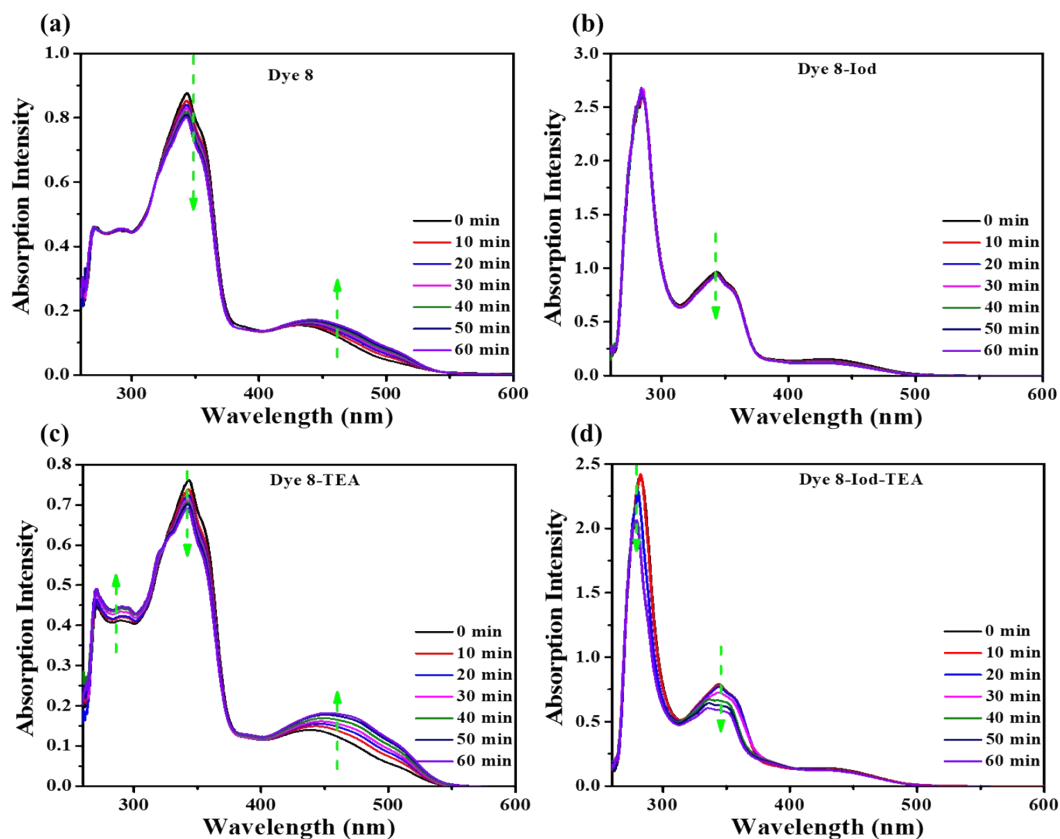 (a)
Dye 8
1.0
0.8
0.6
0.4
0.2
0.0
Absorption Intensity
0 min
10 min
20 min
30 min
40 min
50 min
60 min
300 400 500 600
Wavelength (nm)
(b)
Dye 8-Iod
3.0
2.5
2.0
1.5
1.0
0.5
0.0
Absorption Intensity
0 min
10 min
20 min
30 min
40 min
50 min
60 min
300 400 500 600
Wavelength (nm)
(c)
Dye 8-TEA
0.8
0.7
0.6
0.5
0.4
0.3
0.2
0.1
0.0
Absorption Intensity
0 min
10 min
20 min
30 min
40 min
50 min
60 min
300 400 500 600
Wavelength (nm)
(d)
Dye 8-Iod-TEA
2.5
2.0
1.5
1.0
0.5
0.0
Absorption Intensity
0 min
10 min
20 min
30 min
40 min
50 min
60 min
300 400 500 600
Wavelength (nm)